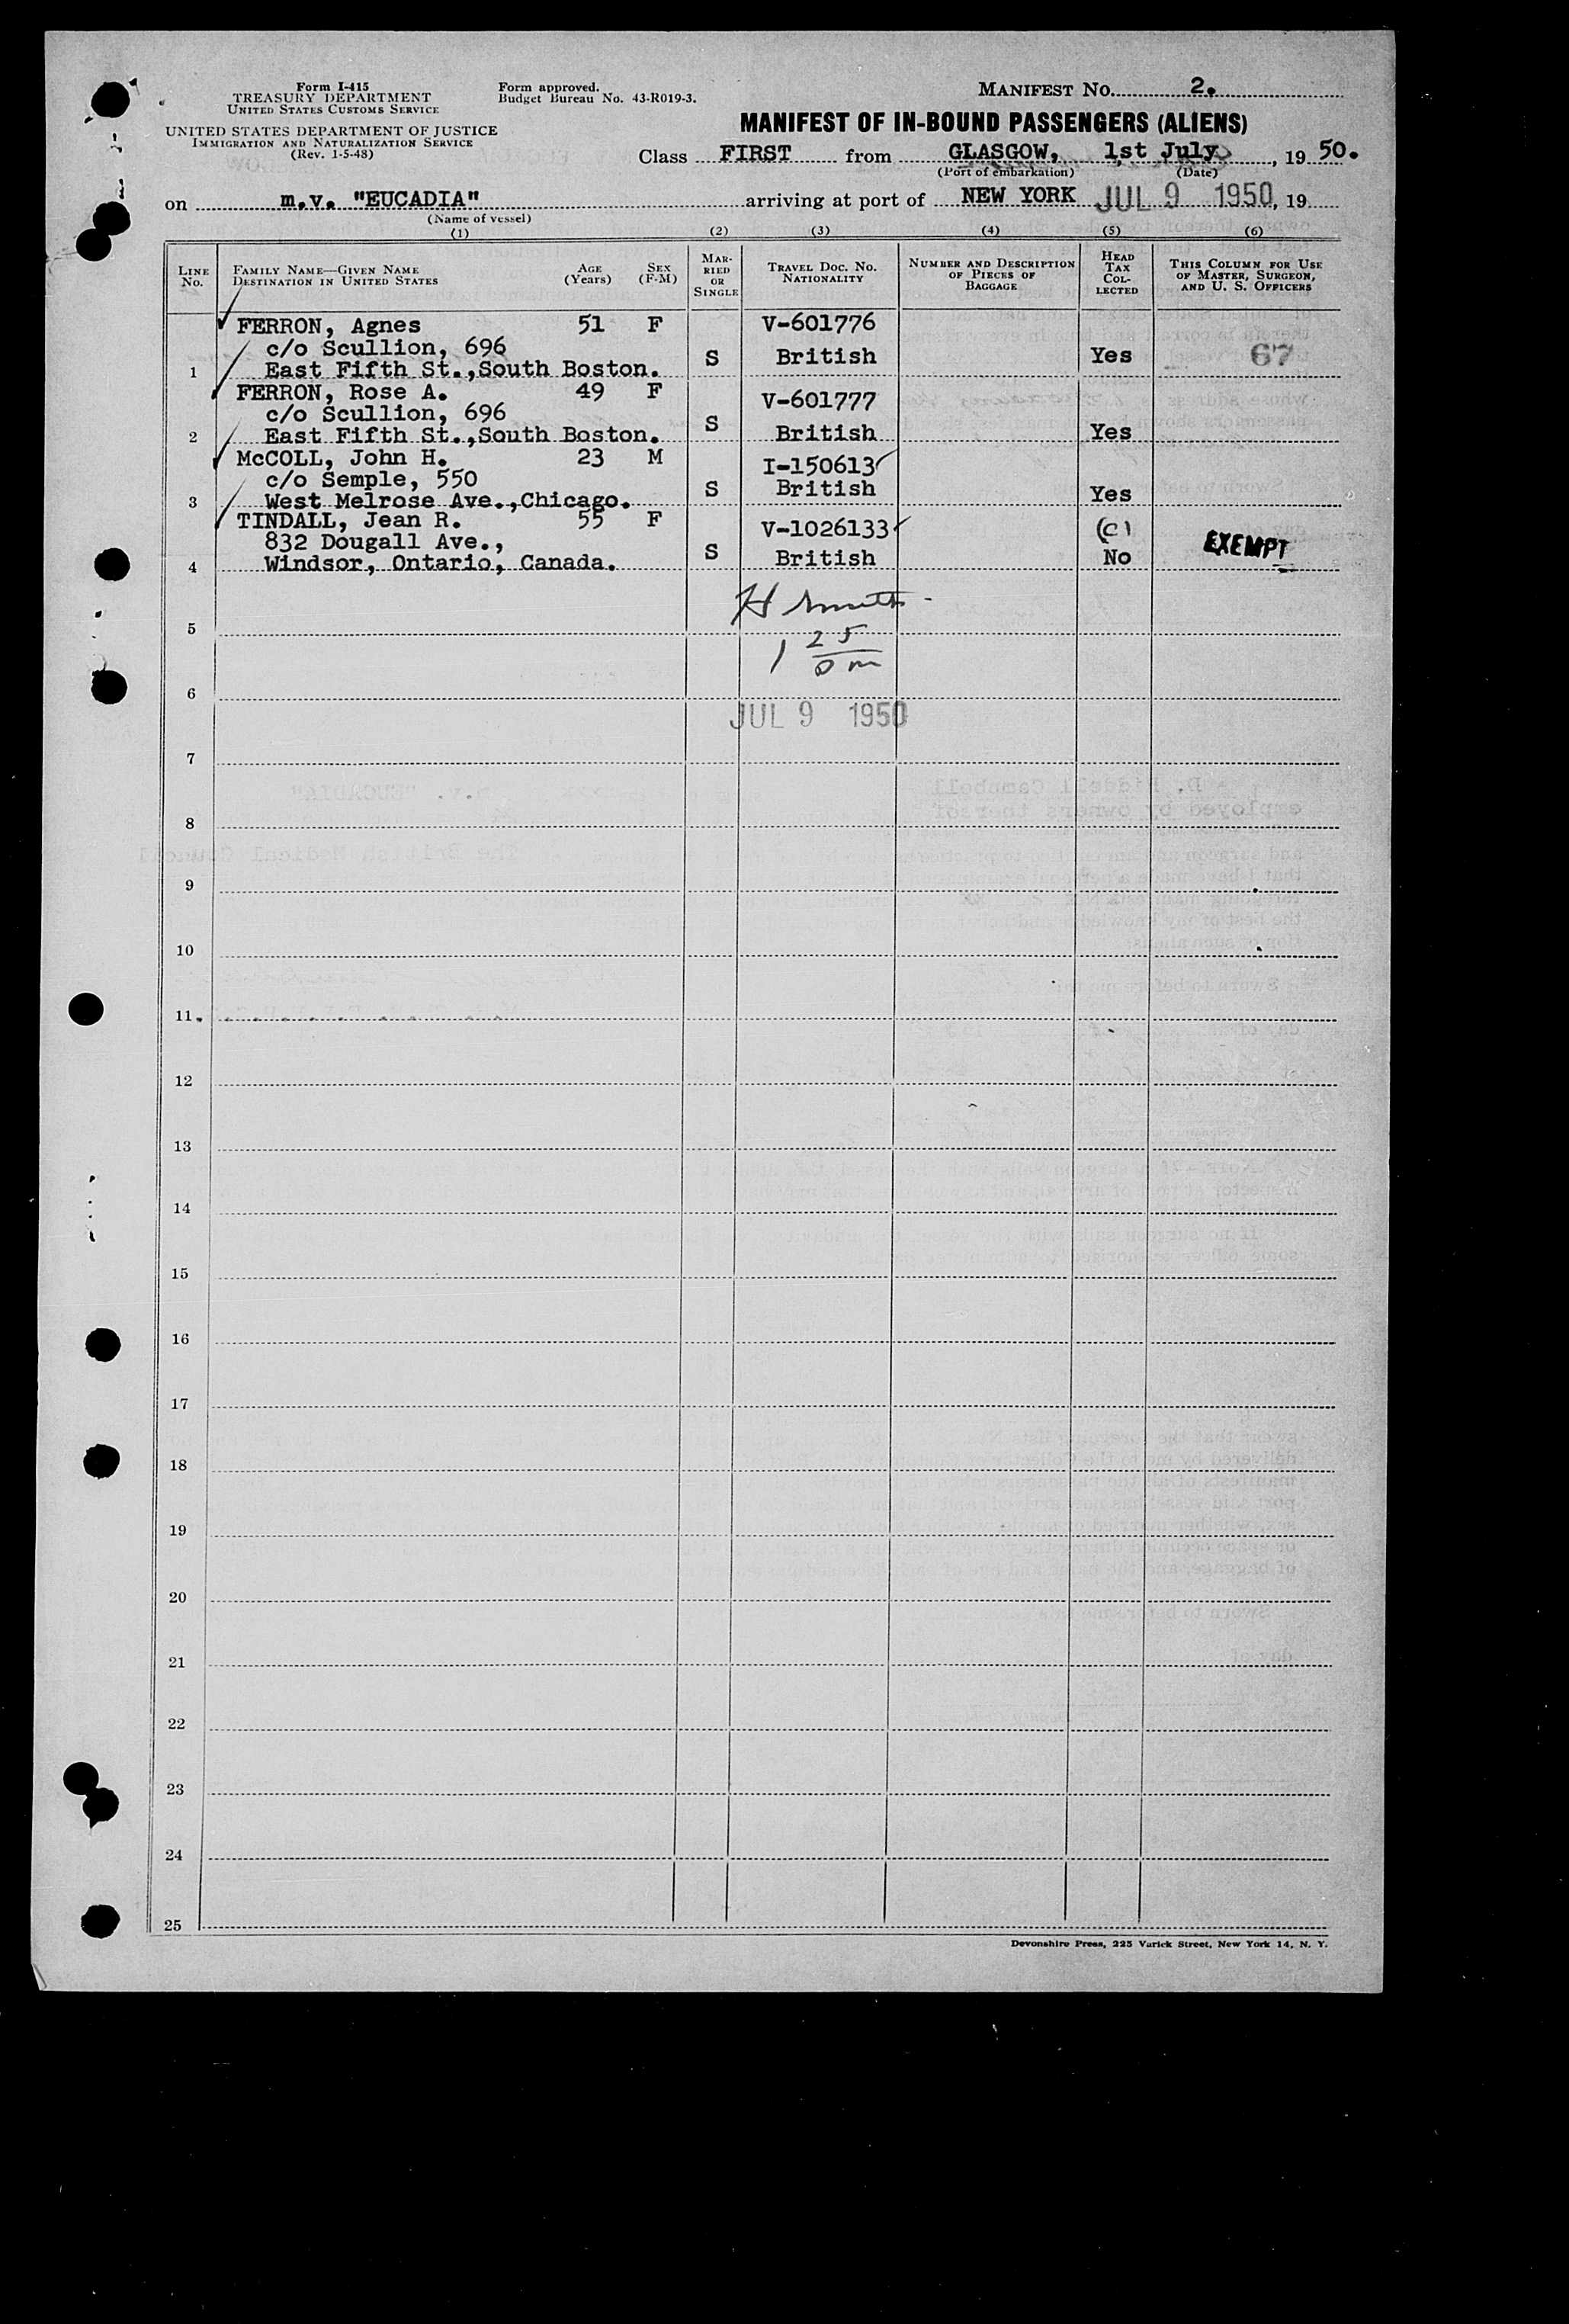 Form I-415
TREASURY DEPARTMENT
UNITED STATES CUSTOMS SERVICE
UNITED STATES DEPARTMENT OF JUSTICE
IMMIGRATION AND NATURALIZATION SERVICE
(Rev. 1-5-48)
Form approved.
Budget Bureau No. 43-R019-3.
MANIFEST No. 2.
MANIFEST OF IN-BOUND PASSENGERS (ALIENS)
Class FIRST from GLASGOW, 1st July, 19 50.
(Port of embarkation) (Date)
on m.v. "EUCADIA" arriving at port of NEW YORK JUL 9 1950, 19
(Name of vessel)
(1) (2) (3) (4) (5) (6)
LINE No.
FAMILY NAME—GIVEN NAME
DESTINATION IN UNITED STATES
AGE (Years)
SEX (F-M)
MARRIED OR SINGLE
TRAVEL DOC. NO. NATIONALITY
NUMBER AND DESCRIPTION OF PIECES OF BAGGAGE
HEAD TAX COLLECTED
THIS COLUMN FOR USE OF MASTER, SURGEON, AND U. S. OFFICERS
FERRON, Agnes 51 F V-601776
c/o Scullion, 696 S British Yes 67
1 East Fifth St.,South Boston.
FERRON, Rose A. 49 F V-601777
c/o Scullion, 696 S
2 East Fifth St.,South Boston. British Yes
McCOLL, John H. 23 M I-150613
c/o Semple, 550 S British Yes
3 West Melrose Ave.,Chicago.
TINDALL, Jean R. 55 F V-1026133 (C)
832 Dougall Ave., S EXEMPT
4 Windsor, Ontario, Canada. British No
H Smith
5
1 25
6
JUL 9 1950
7
8
9
10
11
12
13
14
15
16
17
18
19
20
21
22
23
24
25
Devonshire Press, 225 Varick Street, New York 14, N. Y.